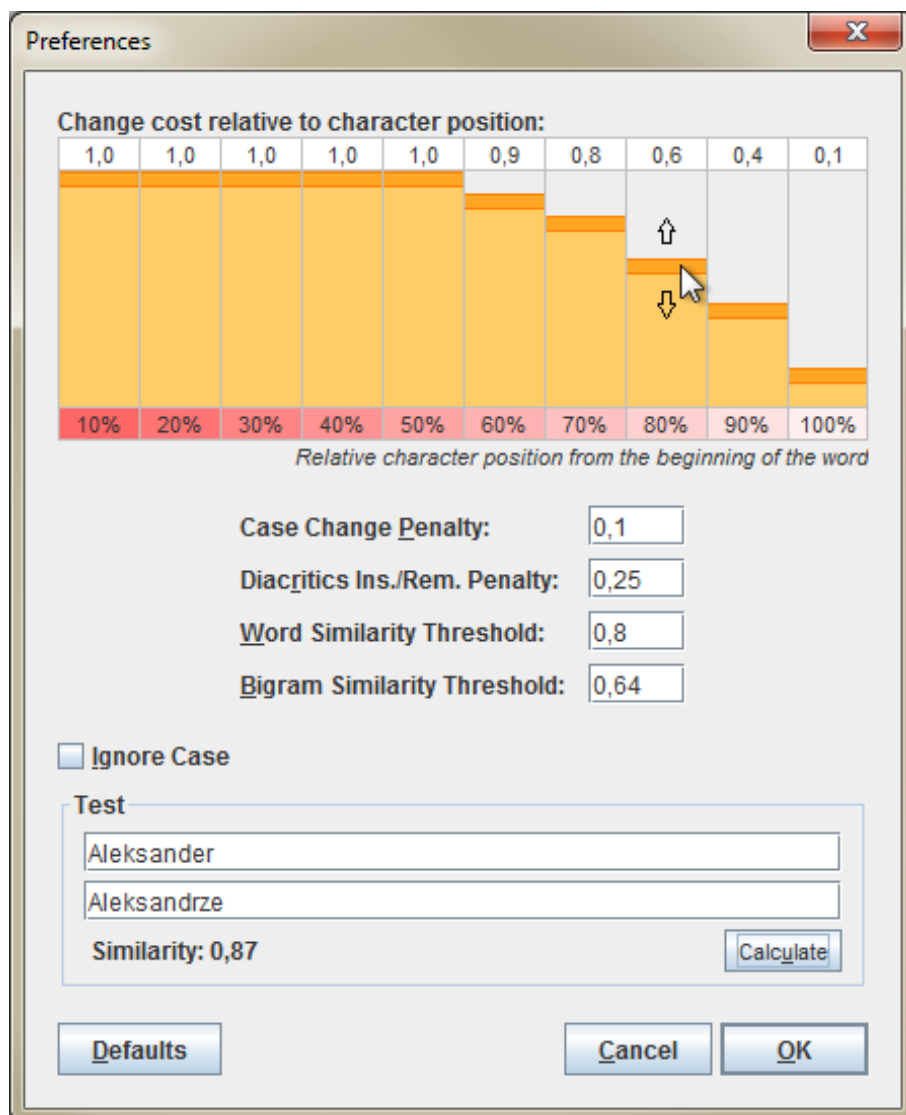 Preferences
Change cost relative to character position:
1,0 1,0 1,0 1,0 1,0 0,9 0,8 0,6 0,4 0,1
10% 20% 30% 40% 50% 60% 70% 80% 90% 100%
Relative character position from the beginning of the word
Case Change Penalty: 0,1
Diacritics Ins./Rem. Penalty: 0,25
Word Similarity Threshold: 0,8
Bigram Similarity Threshold: 0,64
Ignore Case
Test
Aleksander
Aleksandrze
Similarity: 0,87 Calculate
Defaults Cancel OK